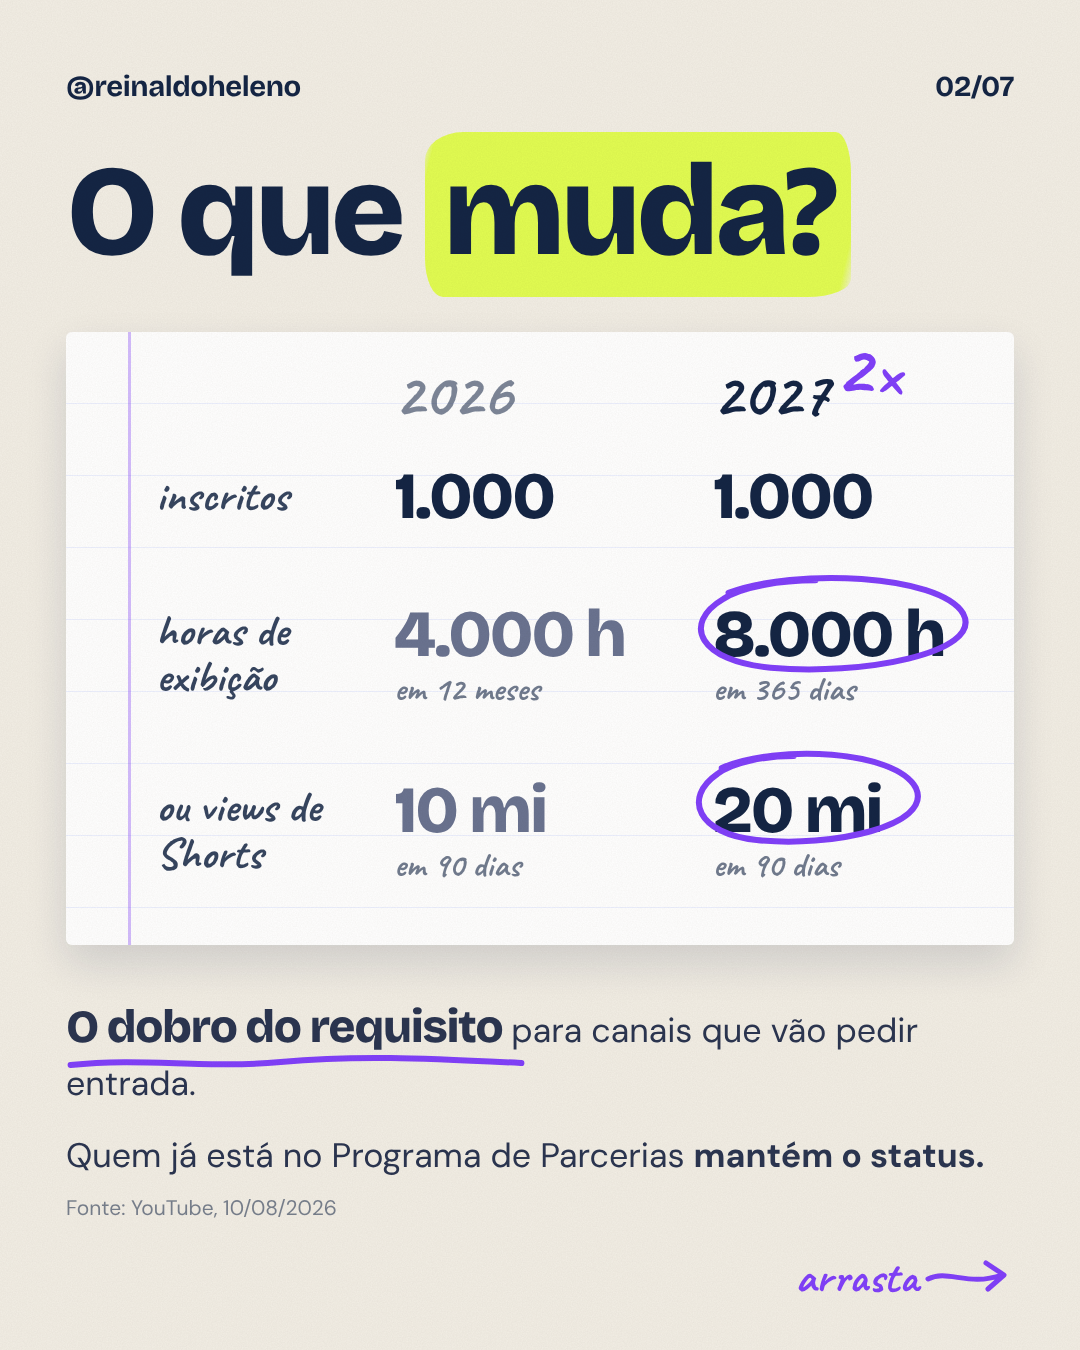 @reinaldoheleno
02/07
O que muda?
2026
2027 2x
inscritos
1.000
1.000
horas de
exibição
4.000 h
8.000 h
em 12 meses
em 365 dias
ou views de
Shorts
10 mi
20 mi
em 90 dias
em 90 dias
O dobro do requisito para canais que vão pedir
entrada.
Quem já está no Programa de Parcerias mantém o status.
Fonte: YouTube, 10/08/2026
arrasta